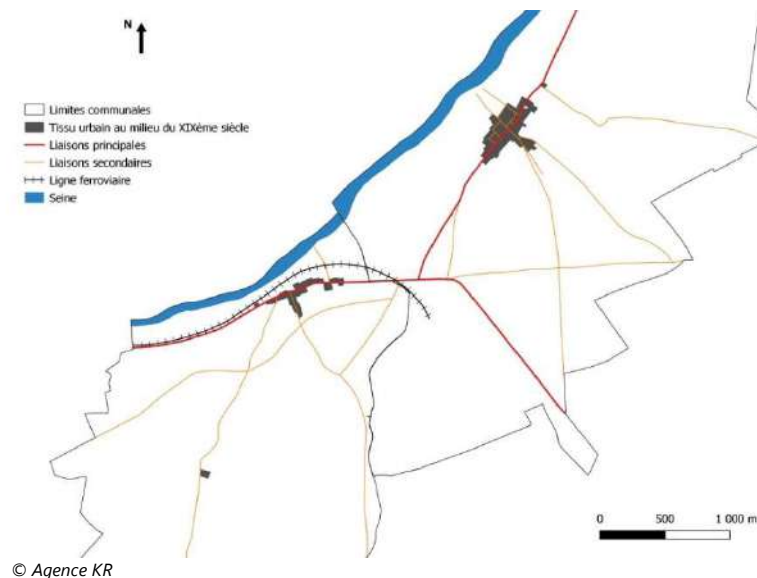 N
Limites communales
Tissu urbain au milieu du XIXème siècle
Liaisons principales
Liaisons secondaires
Ligne ferroviaire
Seine
0 500 1 000 m
© Agence KR